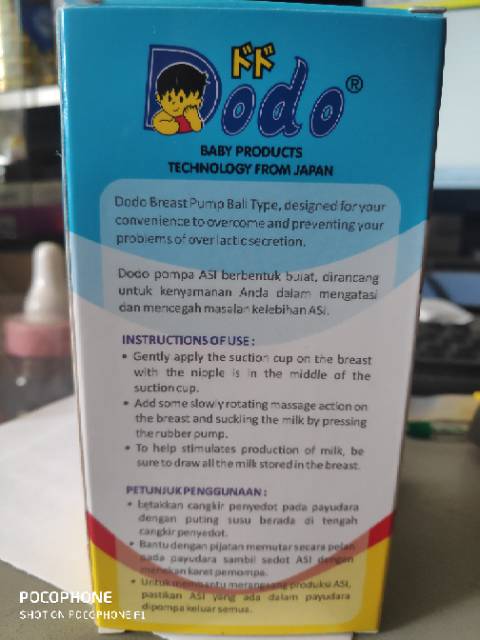 ドド
Dodo®
BABY PRODUCTS
TECHNOLOGY FROM JAPAN
Dodo Breast Pump Ball Type, designed for your
convenience to overcome and preventing your
problems of over lactic secretion.
Dodo pompa ASI berbentuk bulat, dirancang
untuk kenyamanan Anda dalam mengatasi
dan mencegah masalah kelebihan ASI.
INSTRUCTIONS OF USE :
• Gently apply the suction cup on the breast
with the nipple is in the middle of the
suction cup.
• Add some slowly rotating massage action on
the breast and suckling the milk by pressing
the rubber pump.
• To help stimulates production of milk, be
sure to draw all the milk stored in the breast.
PETUNJUK PENGGUNAAN :
• Letakkan cangkir penyedot pada payudara
dengan puting susu berada di tengah
cangkir penyedot.
• Bantu dengan pijatan memutar secara pelan
pada payudara sambil sedot ASI dengan
menekan karet pemompa.
• Untuk membantu merangsang produksi ASI,
pastikan ASI yang ada dalam payudara
dipompa keluar semua.
POCOPHONE
SHOT ON POCOPHONE F1